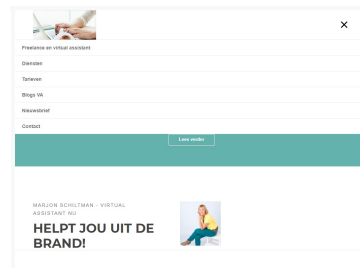 Freelance en virtual assistant
Diensten
Tarieven
Blogs VA
Nieuwsbrief
Contact
Lees verder
MARJON SCHILTMAN - VIRTUAL
ASSISTANT NU
HELPT JOU UIT DE
BRAND!